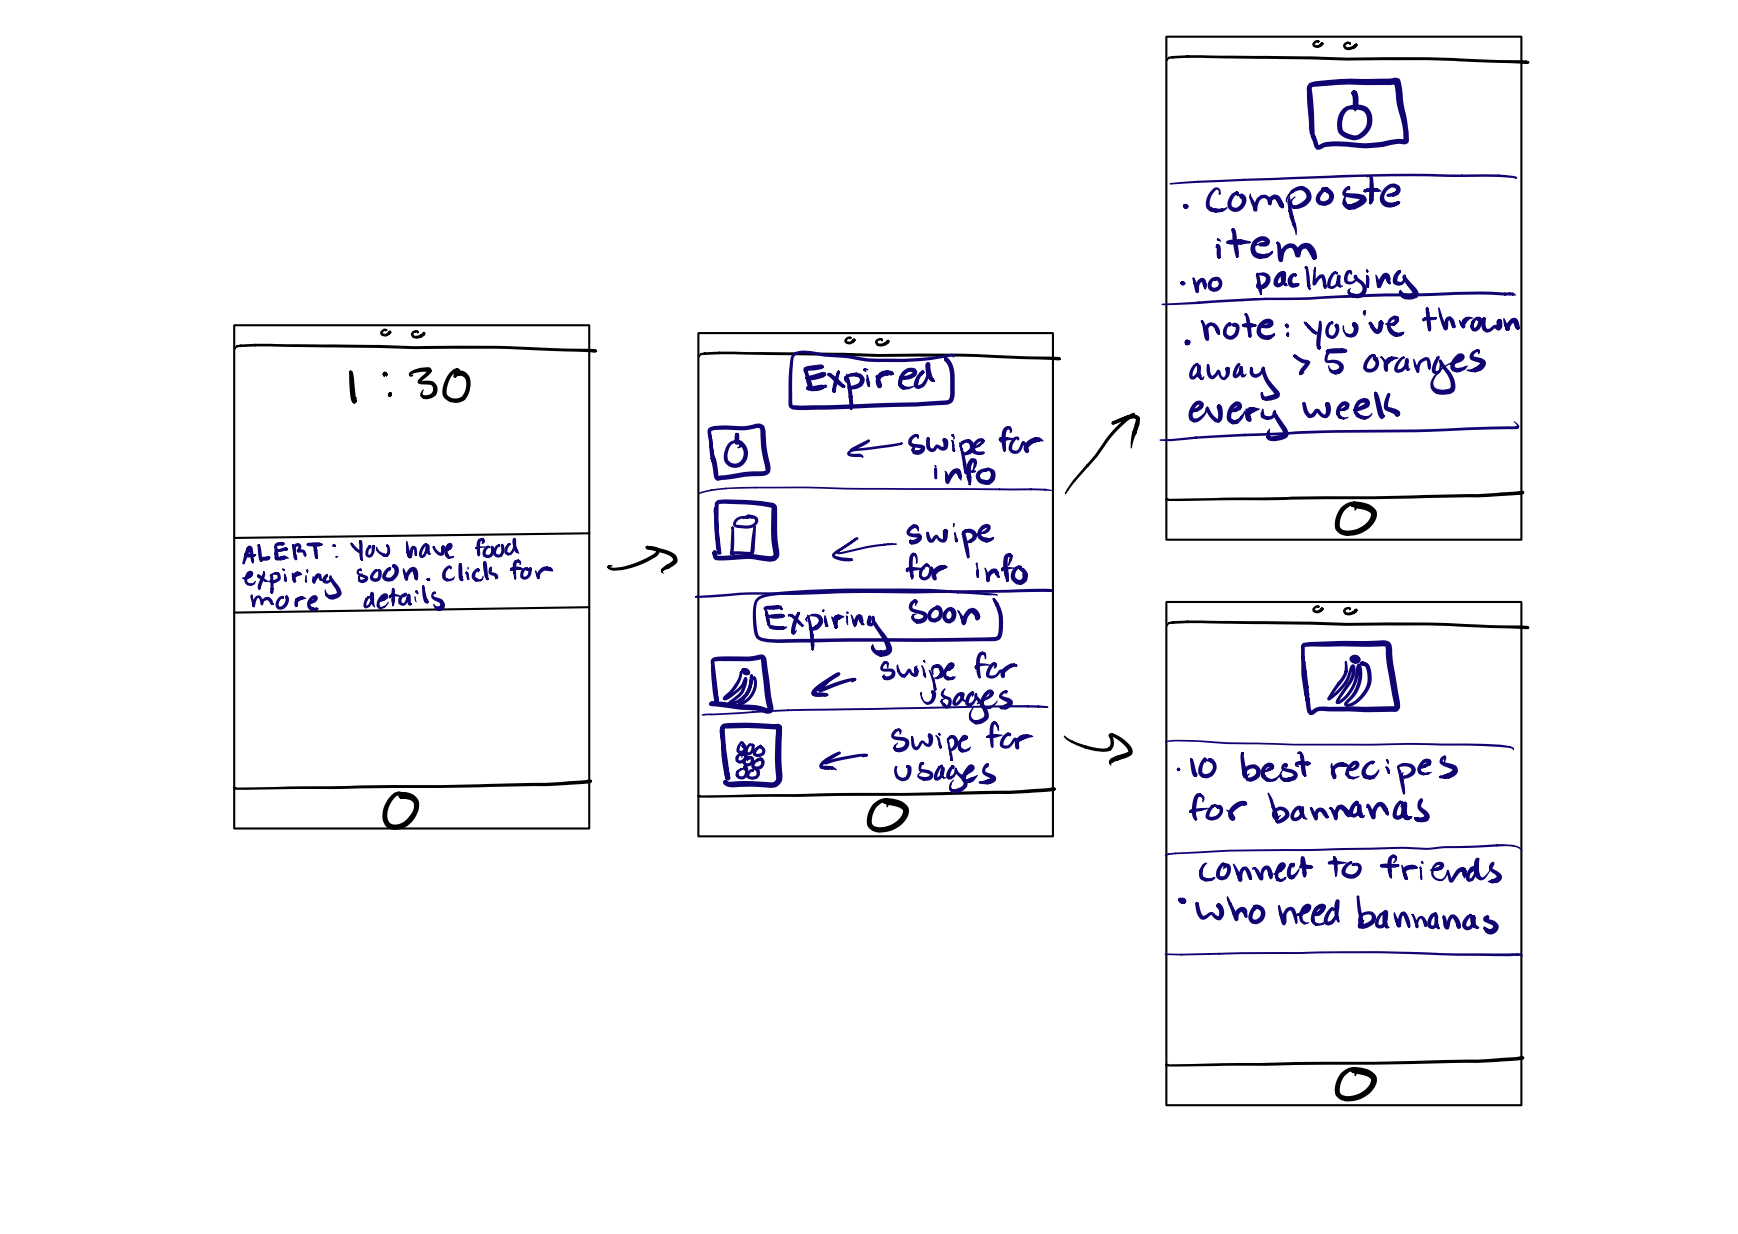 1:30
ALERT: You have food
expiring soon. Click for
more details
Expired
swipe for
info
swipe
for info
Expiring soon
swipe for
usages
swipe for
usages
• composte
item
• no pachaging
• note: you've thrown
away > 5 oranges
every week
• 10 best recipes
for bannanas
connect to friends
• who need bannanas